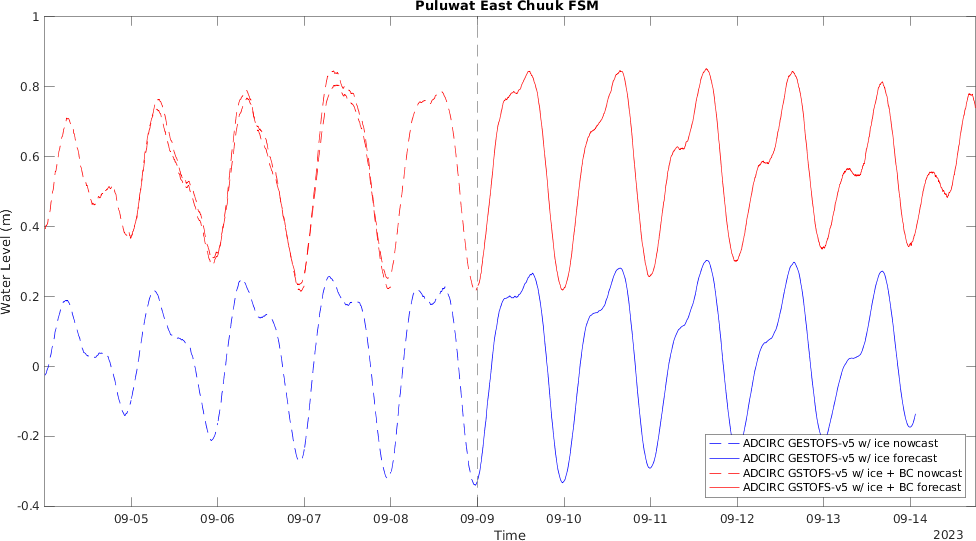 Puluwat East Chuuk FSM
Water Level (m)
1
0.8
0.6
0.4
0.2
0
-0.2
-0.4
ADCIRC GESTOFS-v5 w/ ice nowcast
ADCIRC GESTOFS-v5 w/ ice forecast
ADCIRC GSTOFS-v5 w/ ice + BC nowcast
ADCIRC GSTOFS-v5 w/ ice + BC forecast
09-05 09-06 09-07 09-08 09-09 09-10 09-11 09-12 09-13 09-14
Time
2023